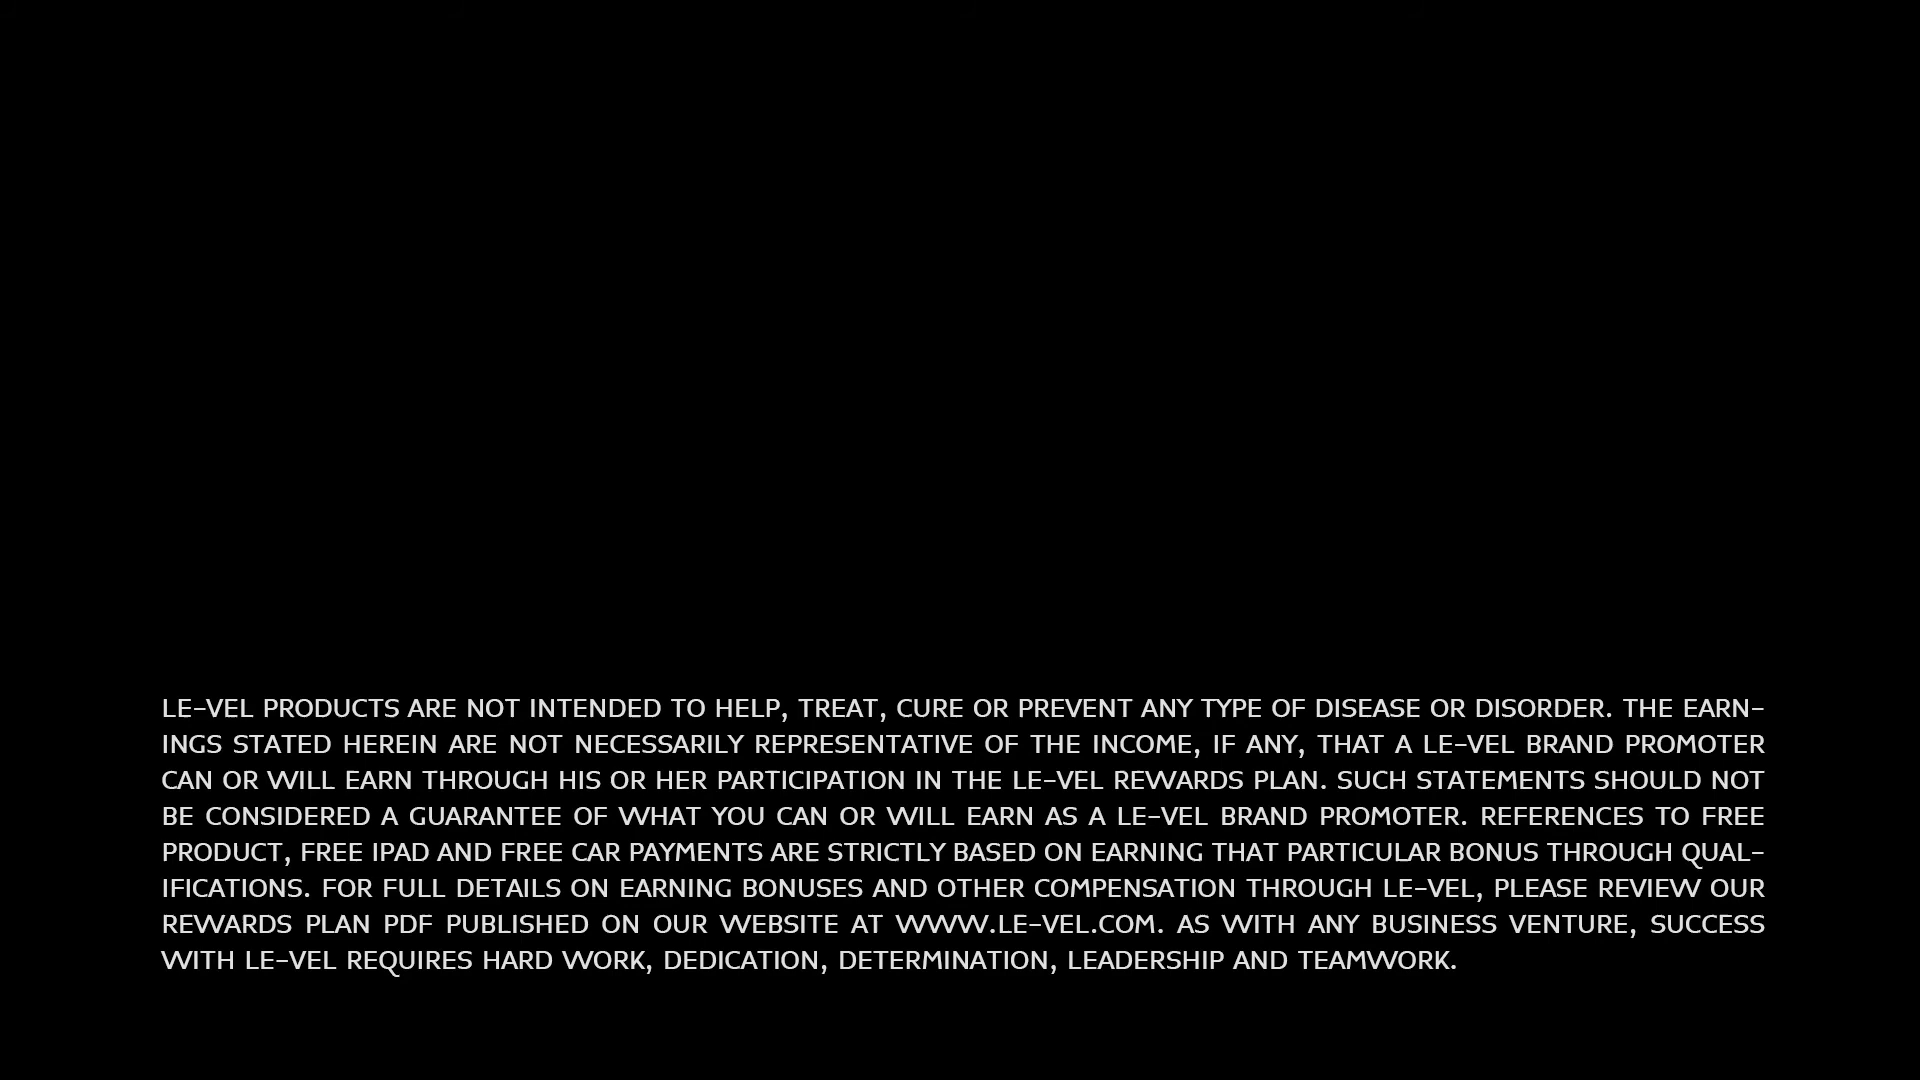 LE-VEL PRODUCTS ARE NOT INTENDED TO HELP, TREAT, CURE OR PREVENT ANY TYPE OF DISEASE OR DISORDER. THE EARN-
INGS STATED HEREIN ARE NOT NECESSARILY REPRESENTATIVE OF THE INCOME, IF ANY, THAT A LE-VEL BRAND PROMOTER
CAN OR WILL EARN THROUGH HIS OR HER PARTICIPATION IN THE LE-VEL REWARDS PLAN. SUCH STATEMENTS SHOULD NOT
BE CONSIDERED A GUARANTEE OF WHAT YOU CAN OR WILL EARN AS A LE-VEL BRAND PROMOTER. REFERENCES TO FREE
PRODUCT, FREE IPAD AND FREE CAR PAYMENTS ARE STRICTLY BASED ON EARNING THAT PARTICULAR BONUS THROUGH QUAL-
IFICATIONS. FOR FULL DETAILS ON EARNING BONUSES AND OTHER COMPENSATION THROUGH LE-VEL, PLEASE REVIEW OUR
REWARDS PLAN PDF PUBLISHED ON OUR WEBSITE AT WWW.LE-VEL.COM. AS WITH ANY BUSINESS VENTURE, SUCCESS
WITH LE-VEL REQUIRES HARD WORK, DEDICATION, DETERMINATION, LEADERSHIP AND TEAMWORK.